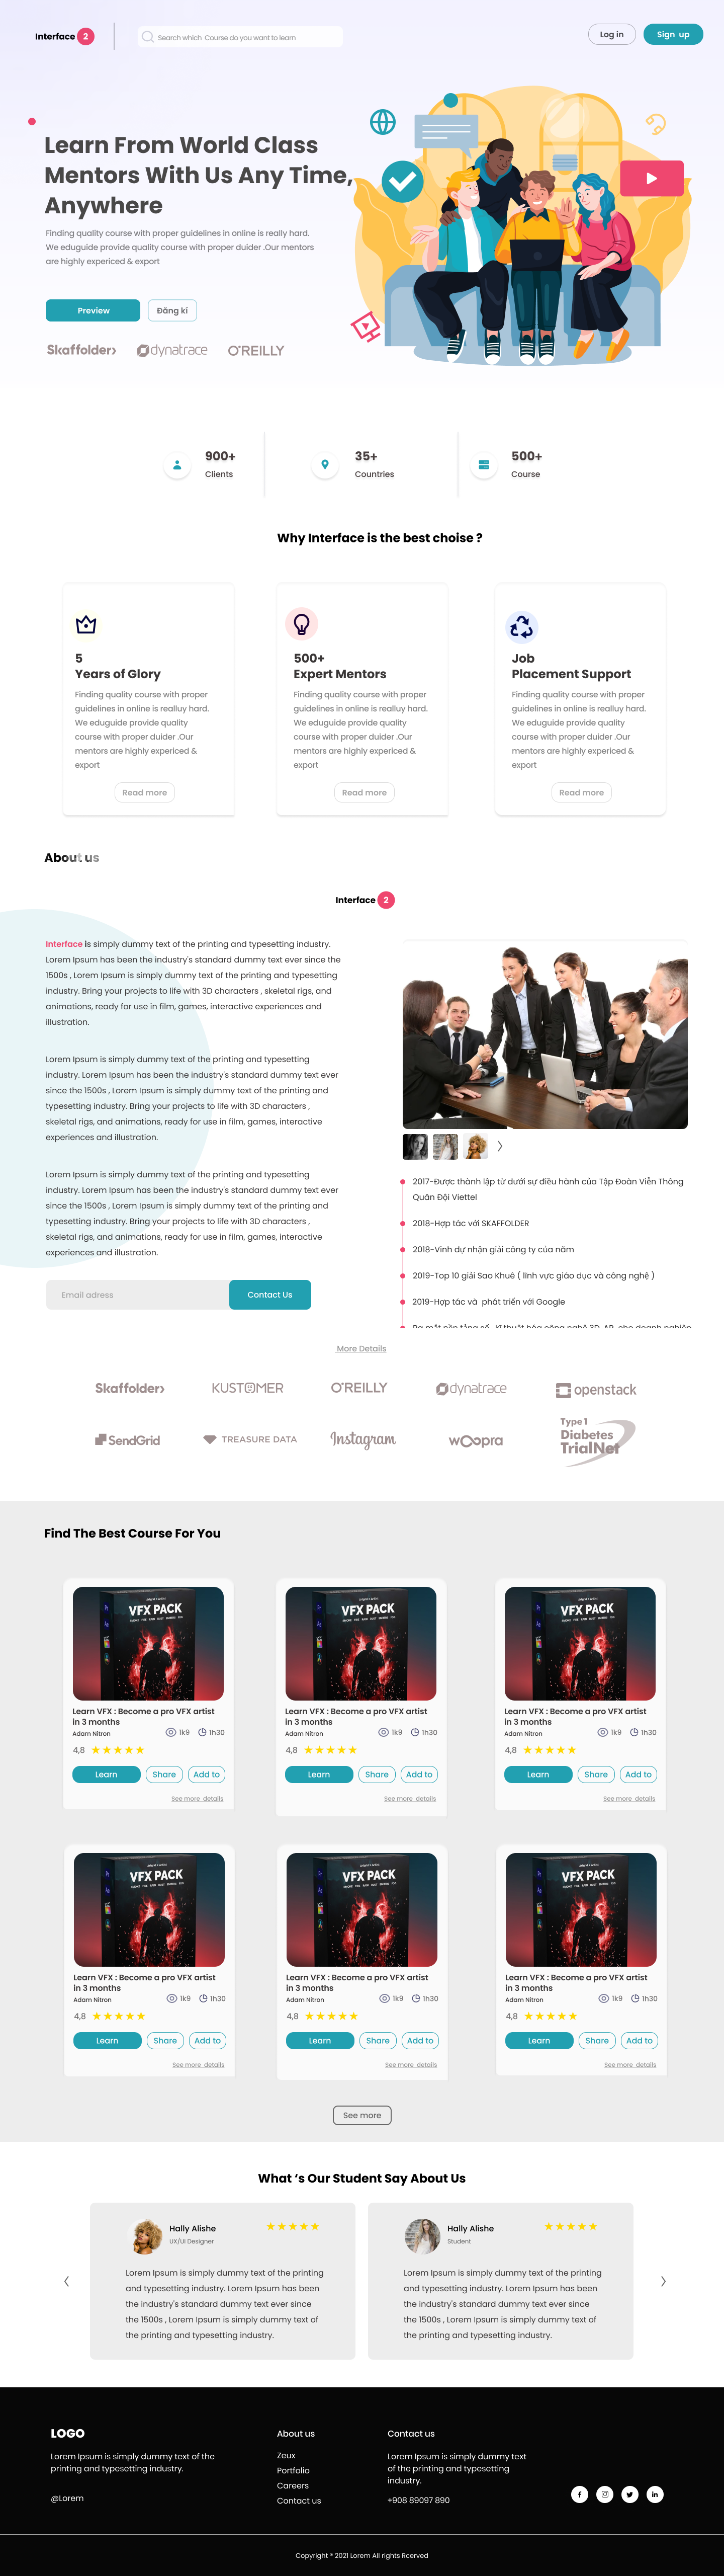 Interface 2
Search which Course do you want to learn
Log in
Sign up
Learn From World Class
Mentors With Us Any Time,
Anywhere
Finding quality course with proper guidelines in online is really hard.
We eduguide provide quality course with proper duider .Our mentors
are highly expericed & export
Preview
Đăng kí
Skaffolder
dynatrace
O'REILLY
900+
Clients
35+
Countries
500+
Course
Why Interface is the best choise ?
5
Years of Glory
Finding quality course with proper
guidelines in online is realluy hard.
We eduguide provide quality
course with proper duider .Our
mentors are highly expericed &
export
Read more
500+
Expert Mentors
Finding quality course with proper
guidelines in online is realluy hard.
We eduguide provide quality
course with proper duider .Our
mentors are highly expericed &
export
Read more
Job
Placement Support
Finding quality course with proper
guidelines in online is realluy hard.
We eduguide provide quality
course with proper duider .Our
mentors are highly expericed &
export
Read more
About us
Interface 2
Interface is simply dummy text of the printing and typesetting industry.
Lorem Ipsum has been the industry's standard dummy text ever since the
1500s , Lorem Ipsum is simply dummy text of the printing and typesetting
industry. Bring your projects to life with 3D characters , skeletal rigs, and
animations, ready for use in film, games, interactive experiences and
illustration.
Lorem Ipsum is simply dummy text of the printing and typesetting
industry. Lorem Ipsum has been the industry's standard dummy text ever
since the 1500s , Lorem Ipsum is simply dummy text of the printing and
typesetting industry. Bring your projects to life with 3D characters ,
skeletal rigs, and animations, ready for use in film, games, interactive
experiences and illustration.
Lorem Ipsum is simply dummy text of the printing and typesetting
industry. Lorem Ipsum has been the industry's standard dummy text ever
since the 1500s , Lorem Ipsum is simply dummy text of the printing and
typesetting industry. Bring your projects to life with 3D characters ,
skeletal rigs, and animations, ready for use in film, games, interactive
experiences and illustration.
Email adress
Contact Us
2017-Được thành lập từ dưới sự điều hành của Tập Đoàn Viễn Thông
Quân Đội Viettel
2018-Hợp tác với SKAFFOLDER
2018-Vinh dự nhận giải công ty của năm
2019-Top 10 giải Sao Khuê ( lĩnh vực giáo dục và công nghệ )
2019-Hợp tác và phát triển với Google
Ra mắt nền tảng số , kĩ thuật hóa công nghệ 3D, AR, cho doanh nghiệp
More Details
Skaffolder
KUSTOMER
O'REILLY
dynatrace
openstack
SendGrid
TREASURE DATA
Instagram
woopra
Type 1
Diabetes
TrialNet
Find The Best Course For You
VFX PACK
Learn VFX : Become a pro VFX artist
in 3 months
Adam Nitron
1k9
1h30
4,8
Learn
Share
Add to
See more details
VFX PACK
Learn VFX : Become a pro VFX artist
in 3 months
Adam Nitron
1k9
1h30
4,8
Learn
Share
Add to
See more details
VFX PACK
Learn VFX : Become a pro VFX artist
in 3 months
Adam Nitron
1k9
1h30
4,8
Learn
Share
Add to
See more details
VFX PACK
Learn VFX : Become a pro VFX artist
in 3 months
Adam Nitron
1k9
1h30
4,8
Learn
Share
Add to
See more details
VFX PACK
Learn VFX : Become a pro VFX artist
in 3 months
Adam Nitron
1k9
1h30
4,8
Learn
Share
Add to
See more details
VFX PACK
Learn VFX : Become a pro VFX artist
in 3 months
Adam Nitron
1k9
1h30
4,8
Learn
Share
Add to
See more details
See more
What ‘s Our Student Say About Us
Hally Alishe
UX/UI Designer
Lorem Ipsum is simply dummy text of the printing
and typesetting industry. Lorem Ipsum has been
the industry's standard dummy text ever since
the 1500s , Lorem Ipsum is simply dummy text of
the printing and typesetting industry.
Hally Alishe
Student
Lorem Ipsum is simply dummy text of the printing
and typesetting industry. Lorem Ipsum has been
the industry's standard dummy text ever since
the 1500s , Lorem Ipsum is simply dummy text of
the printing and typesetting industry.
LOGO
Lorem Ipsum is simply dummy text of the
printing and typesetting industry.
@Lorem
About us
Zeux
Portfolio
Careers
Contact us
Contact us
Lorem Ipsum is simply dummy text
of the printing and typesetting
industry.
+908 89097 890
Copyright ® 2021 Lorem All rights Rcerved